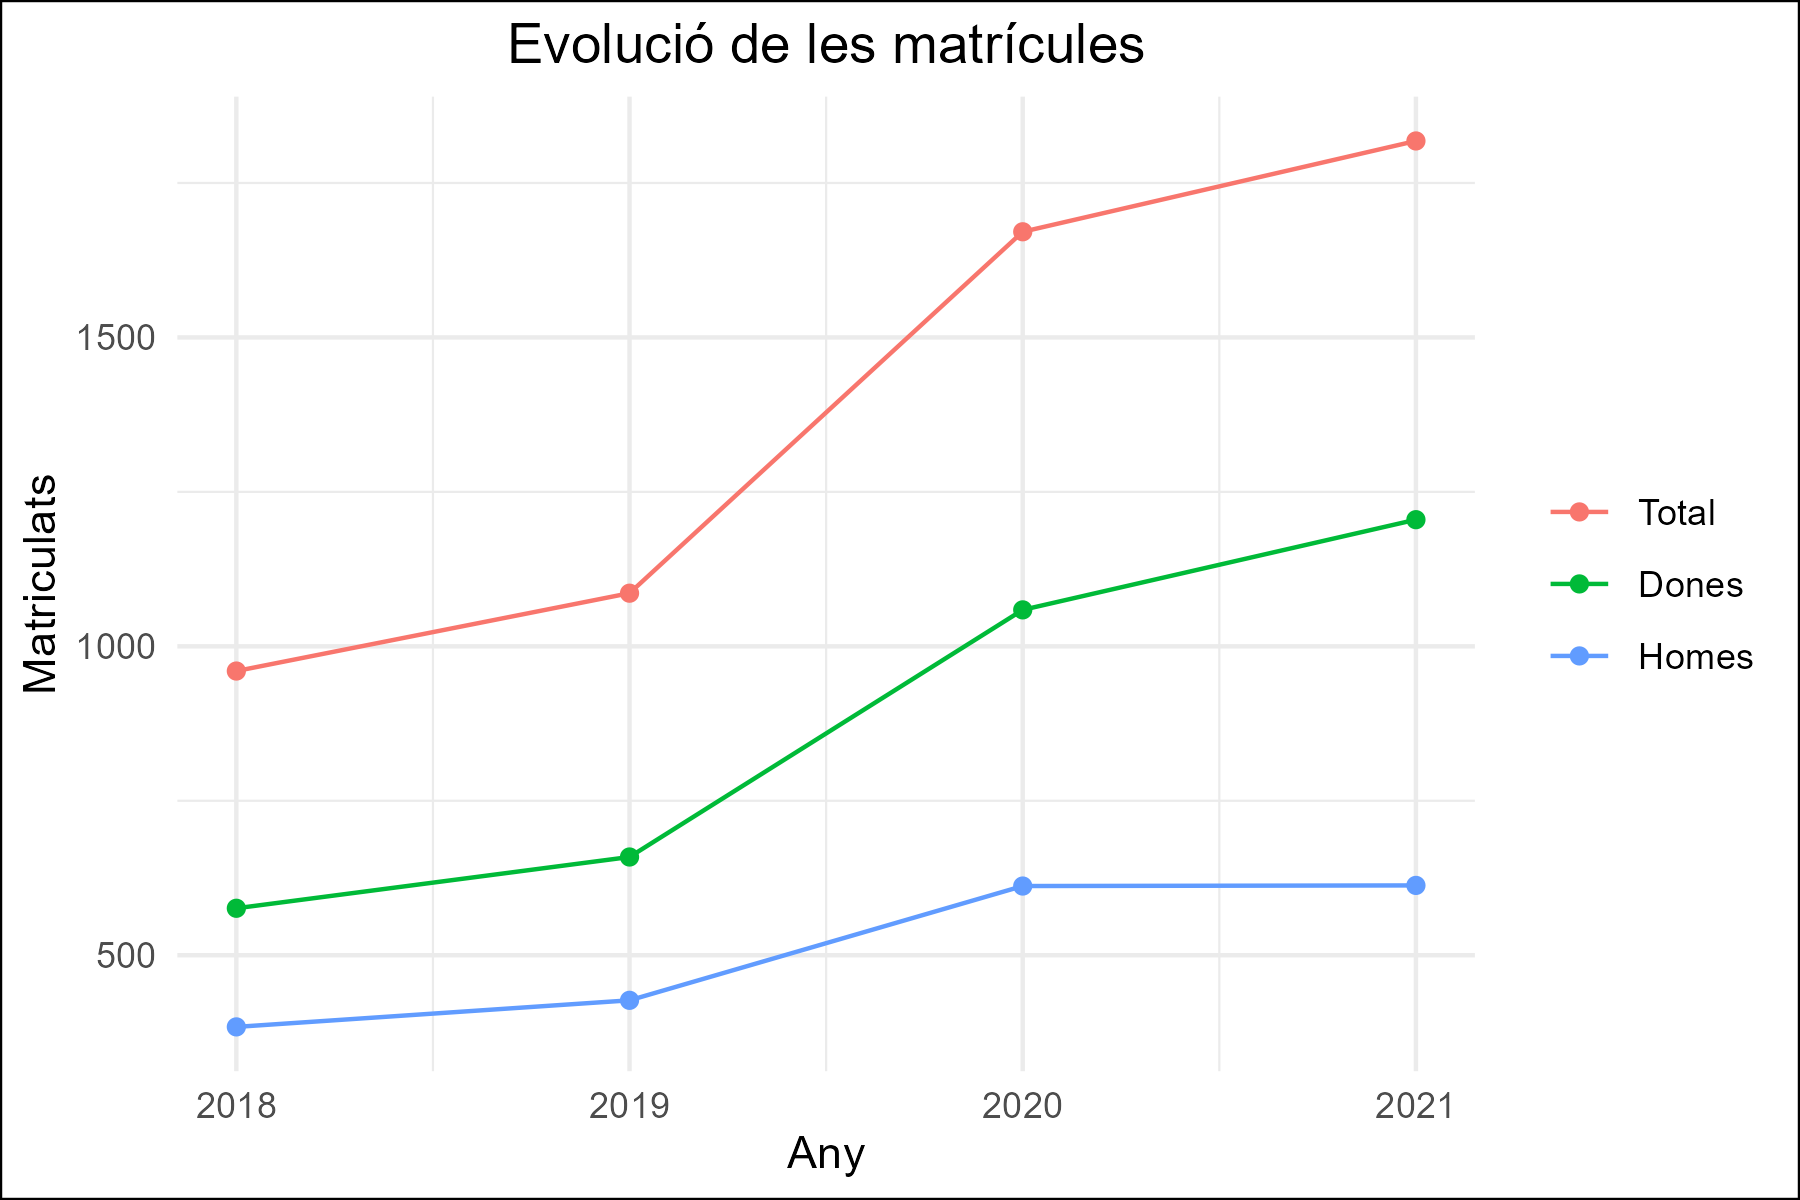 Evolució de les matrícules
Matriculats
1500
1000
500
2018
2019
2020
2021
Any
Total
Dones
Homes